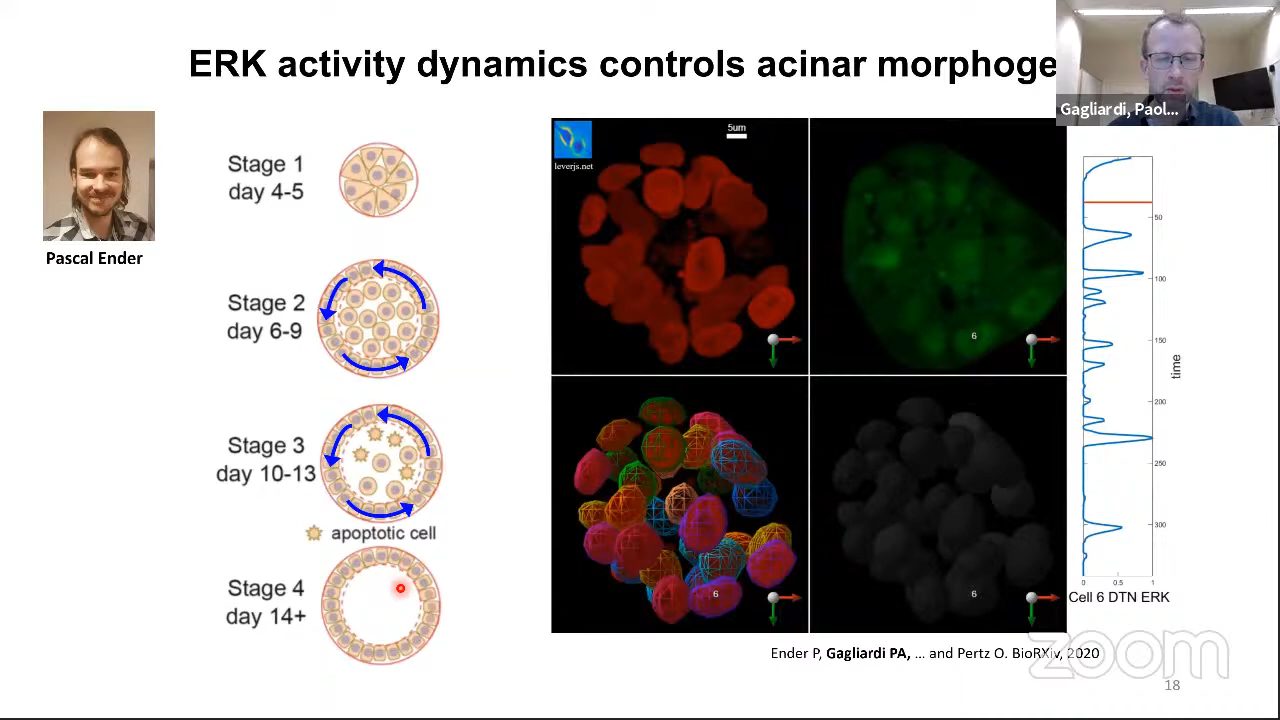 ERK activity dynamics controls acinar morphoge
Gagliardi, Paol...
Pascal Ender
Stage 1
day 4-5
Stage 2
day 6-9
Stage 3
day 10-13
apoptotic cell
Stage 4
day 14+
leverjs.net
5um
6
6
6
50
100
150
200
250
300
time
0
0.5
1
Cell 6 DTN ERK
Ender P, Gagliardi PA, ... and Pertz O. BioRXiv, 2020
zoom
18